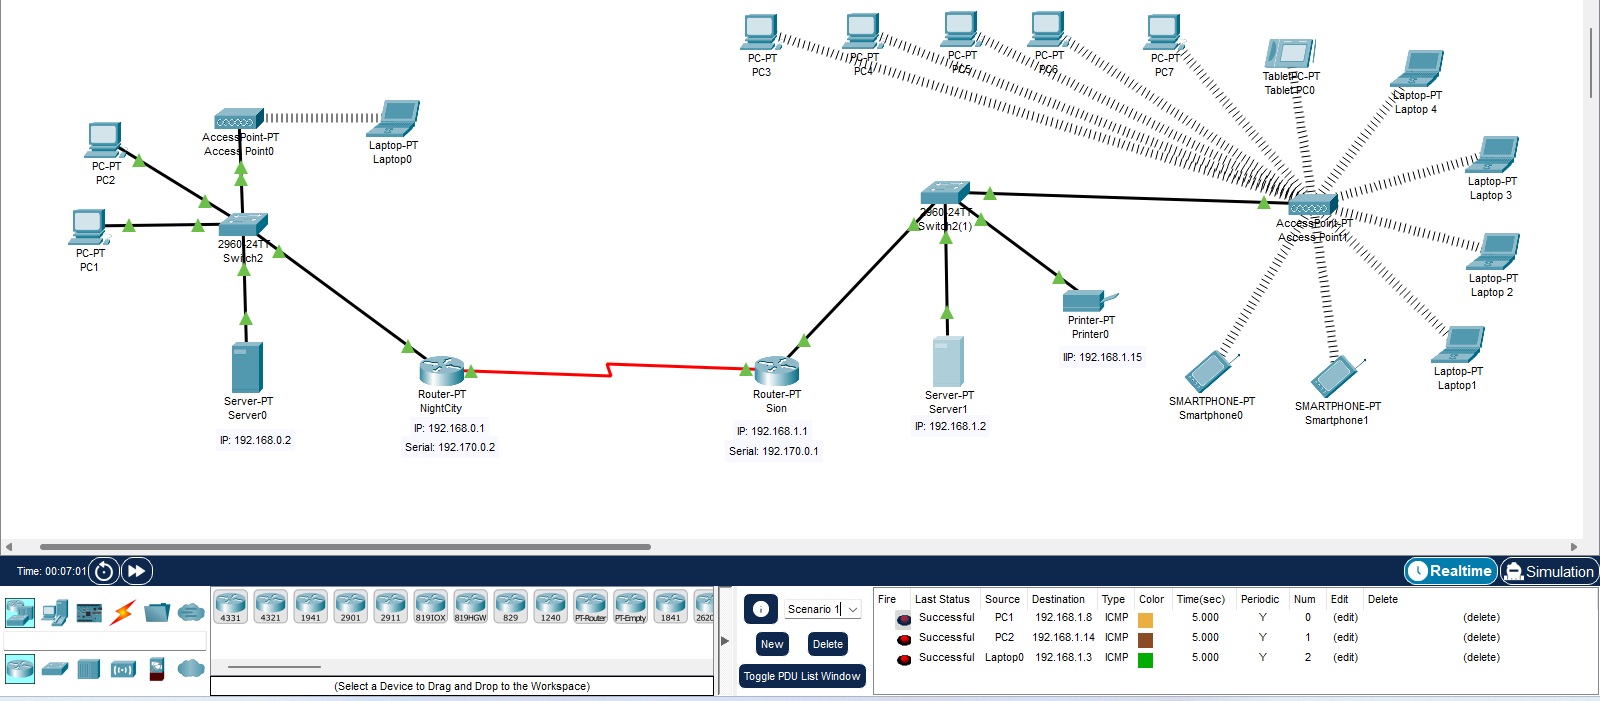 PC-PT
PC3
PC-PT
PC4
PC-PT
PC5
PC-PT
PC6
PC-PT
PC7
TabletPC-PT
Tablet PC0
Laptop-PT
Laptop 4
AccessPoint-PT
Access Point0
Laptop-PT
Laptop0
PC-PT
PC2
PC-PT
PC1
2960-24TT
Switch2
2960-24TT
Switch2(1)
AccessPoint-PT
Access Point1
Laptop-PT
Laptop 3
Laptop-PT
Laptop 2
Printer-PT
Printer0
IIP: 192.168.1.15
Laptop-PT
Laptop1
SMARTPHONE-PT
Smartphone0
SMARTPHONE-PT
Smartphone1
Server-PT
Server0
IP: 192.168.0.2
Router-PT
NightCity
IP: 192.168.0.1
Serial: 192.170.0.2
Router-PT
Sion
IP: 192.168.1.1
Serial: 192.170.0.1
Server-PT
Server1
IP: 192.168.1.2
Time: 00:07:01
Realtime
Simulation
4331
4321
1941
2901
2911
819IOX
819HGW
829
1240
PT-Router
PT-Empty
1841
2620
(Select a Device to Drag and Drop to the Workspace)
Scenario 1
New
Delete
Toggle PDU List Window
Fire Last Status Source Destination Type Color Time(sec) Periodic Num Edit Delete
Successful PC1 192.168.1.8 ICMP 5.000 Y 0 (edit) (delete)
Successful PC2 192.168.1.14 ICMP 5.000 Y 1 (edit) (delete)
Successful Laptop0 192.168.1.3 ICMP 5.000 Y 2 (edit) (delete)